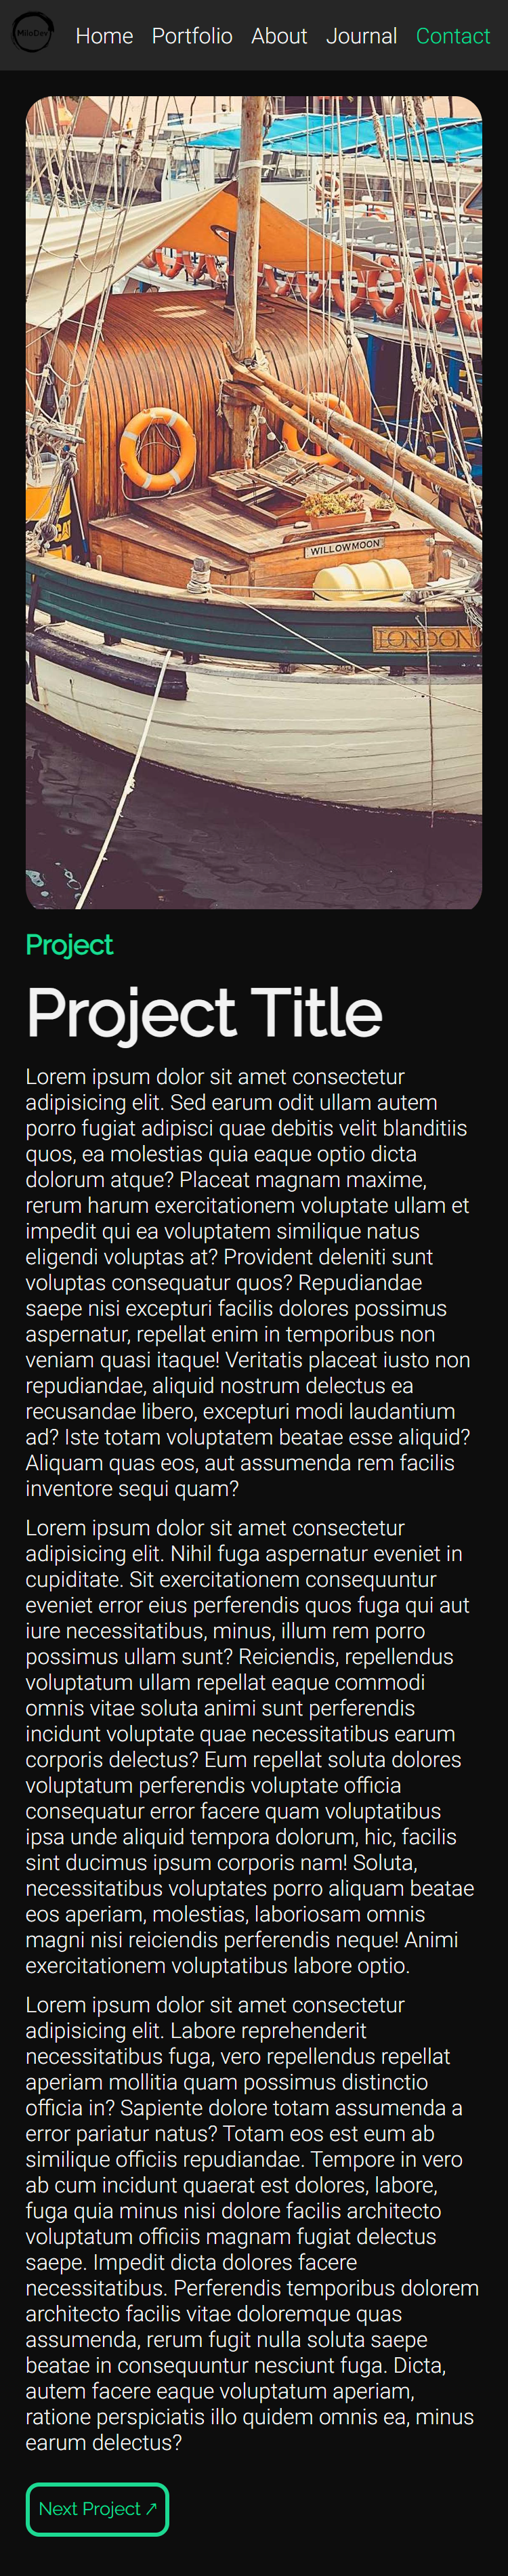 MiloDev
Home Portfolio About Journal Contact
CAT
WILLOWMOON
LONDON
Project
Project Title
Lorem ipsum dolor sit amet consectetur
adipisicing elit. Sed earum odit ullam autem
porro fugiat adipisci quae debitis velit blanditiis
quos, ea molestias quia eaque optio dicta
dolorum atque? Placeat magnam maxime,
rerum harum exercitationem voluptate ullam et
impedit qui ea voluptatem similique natus
eligendi voluptas at? Provident deleniti sunt
voluptas consequatur quos? Repudiandae
saepe nisi excepturi facilis dolores possimus
aspernatur, repellat enim in temporibus non
veniam quasi itaque! Veritatis placeat iusto non
repudiandae, aliquid nostrum delectus ea
recusandae libero, excepturi modi laudantium
ad? Iste totam voluptatem beatae esse aliquid?
Aliquam quas eos, aut assumenda rem facilis
inventore sequi quam?
Lorem ipsum dolor sit amet consectetur
adipisicing elit. Nihil fuga aspernatur eveniet in
cupiditate. Sit exercitationem consequuntur
eveniet error eius perferendis quos fuga qui aut
iure necessitatibus, minus, illum rem porro
possimus ullam sunt? Reiciendis, repellendus
voluptatum ullam repellat eaque commodi
omnis vitae soluta animi sunt perferendis
incidunt voluptate quae necessitatibus earum
corporis delectus? Eum repellat soluta dolores
voluptatum perferendis voluptate officia
consequatur error facere quam voluptatibus
ipsa unde aliquid tempora dolorum, hic, facilis
sint ducimus ipsum corporis nam! Soluta,
necessitatibus voluptates porro aliquam beatae
eos aperiam, molestias, laboriosam omnis
magni nisi reiciendis perferendis neque! Animi
exercitationem voluptatibus labore optio.
Lorem ipsum dolor sit amet consectetur
adipisicing elit. Labore reprehenderit
necessitatibus fuga, vero repellendus repellat
aperiam mollitia quam possimus distinctio
officia in? Sapiente dolore totam assumenda a
error pariatur natus? Totam eos est eum ab
similique officiis repudiandae. Tempore in vero
ab cum incidunt quaerat est dolores, labore,
fuga quia minus nisi dolore facilis architecto
voluptatum officiis magnam fugiat delectus
saepe. Impedit dicta dolores facere
necessitatibus. Perferendis temporibus dolorem
architecto facilis vitae doloremque quas
assumenda, rerum fugit nulla soluta saepe
beatae in consequuntur nesciunt fuga. Dicta,
autem facere eaque voluptatum aperiam,
ratione perspiciatis illo quidem omnis ea, minus
earum delectus?
Next Project ↗